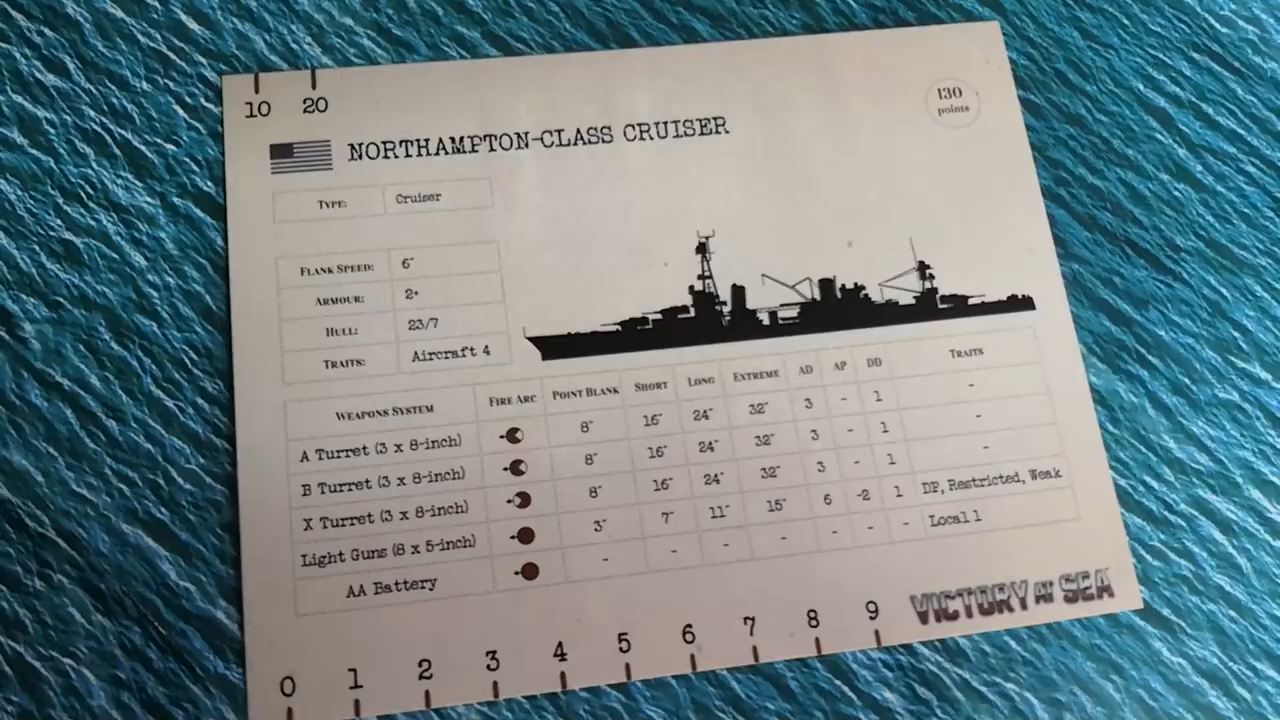 10 20
130
points
NORTHAMPTON-CLASS CRUISER
TYPE: Cruiser
FLANK SPEED: 6"
ARMOUR: 2+
HULL: 23/7
TRAITS: Aircraft 4
WEAPONS SYSTEM FIRE ARC POINT BLANK SHORT LONG EXTREME AD AP DD TRAITS
A Turret (3 x 8-inch) 8" 16" 24" 32" 3 - 1 -
B Turret (3 x 8-inch) 8" 16" 24" 32" 3 - 1 -
X Turret (3 x 8-inch) 8" 16" 24" 32" 3 - 1 -
Light Guns (8 x 5-inch) 3" 7" 11" 15" 6 -2 1 DP, Restricted, Weak
AA Battery - - - - - - - Local 1
VICTORY AT SEA
0 1 2 3 4 5 6 7 8 9